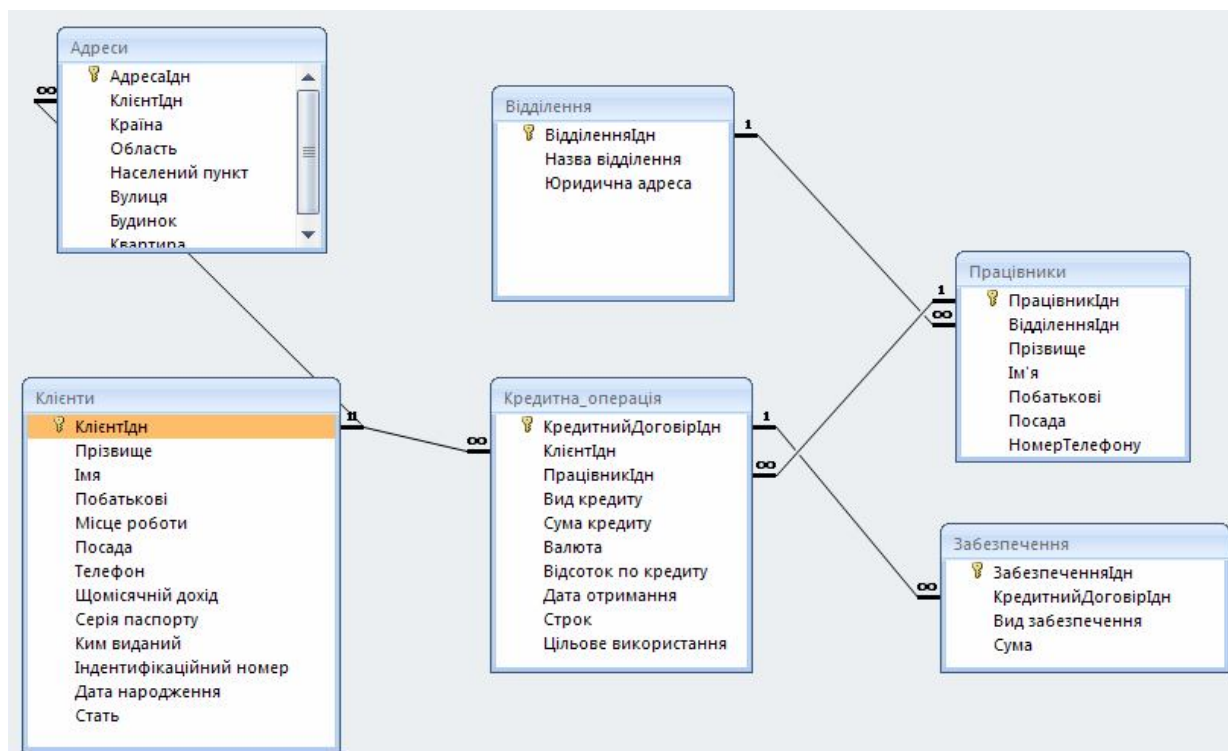 Адреси
АдресаІдн
КлієнтІдн
Країна
Область
Населений пункт
Вулиця
Будинок
Квартира
∞
Відділення
ВідділенняІдн
Назва відділення
Юридична адреса
1
Працівники
ПрацівникІдн
ВідділенняІдн
Прізвище
Ім'я
Побатькові
Посада
НомерТелефону
1
∞
Клієнти
КлієнтІдн
Прізвище
Імя
Побатькові
Місце роботи
Посада
Телефон
Щомісячній дохід
Серія паспорту
Ким виданий
Індентифікаційний номер
Дата народження
Стать
11
∞
Кредитна_операція
КредитнийДоговірІдн
КлієнтІдн
ПрацівникІдн
Вид кредиту
Сума кредиту
Валюта
Відсоток по кредиту
Дата отримання
Строк
Цільове використання
1
∞
Забезпечення
ЗабезпеченняІдн
КредитнийДоговірІдн
Вид забезпечення
Сума
∞